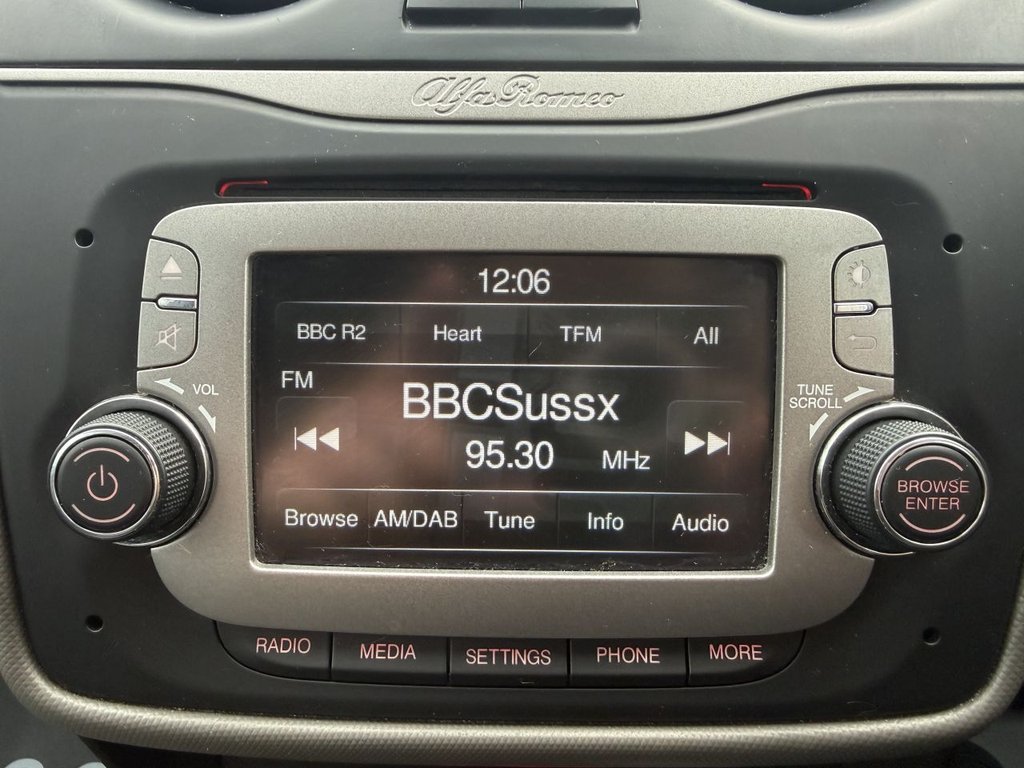 Alfa Romeo
12:06
BBC R2 Heart TFM All
FM
BBCSussx
95.30 MHz
Browse AM/DAB Tune Info Audio
VOL
TUNE
SCROLL
BROWSE
ENTER
RADIO MEDIA SETTINGS PHONE MORE